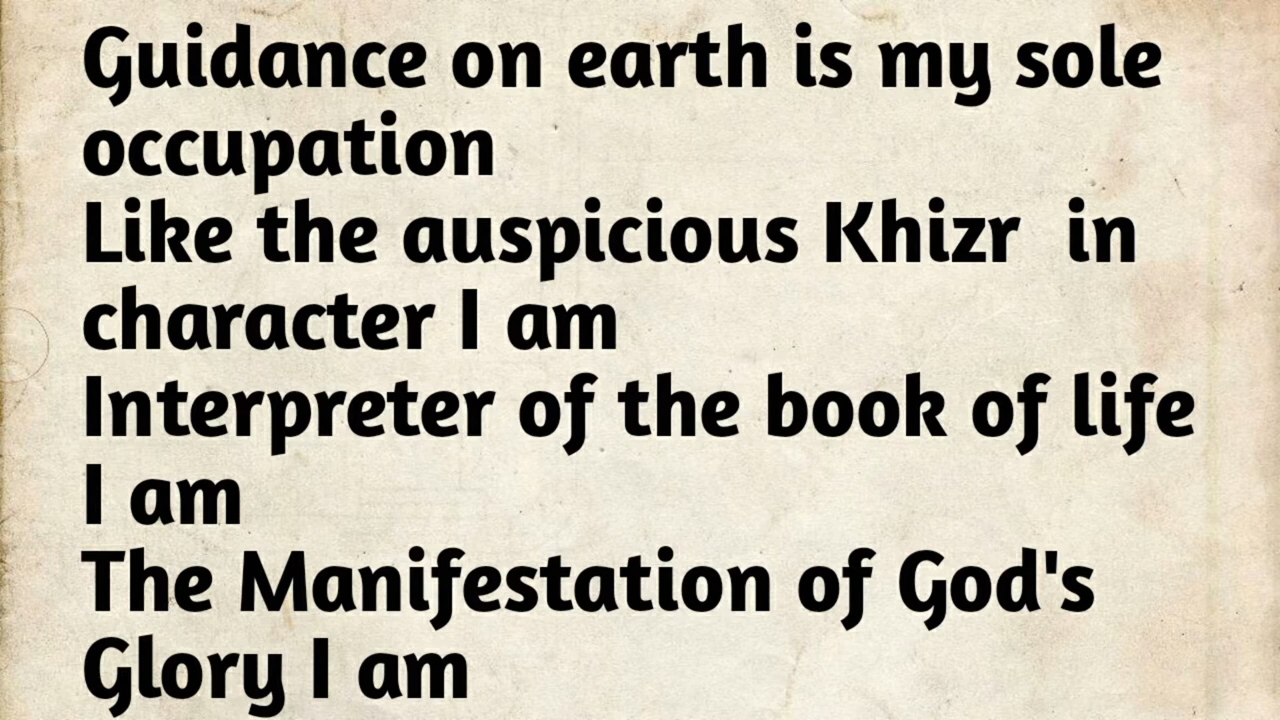 Guidance on earth is my sole
occupation
Like the auspicious Khizr  in
character I am
Interpreter of the book of life
I am
The Manifestation of God's
Glory I am